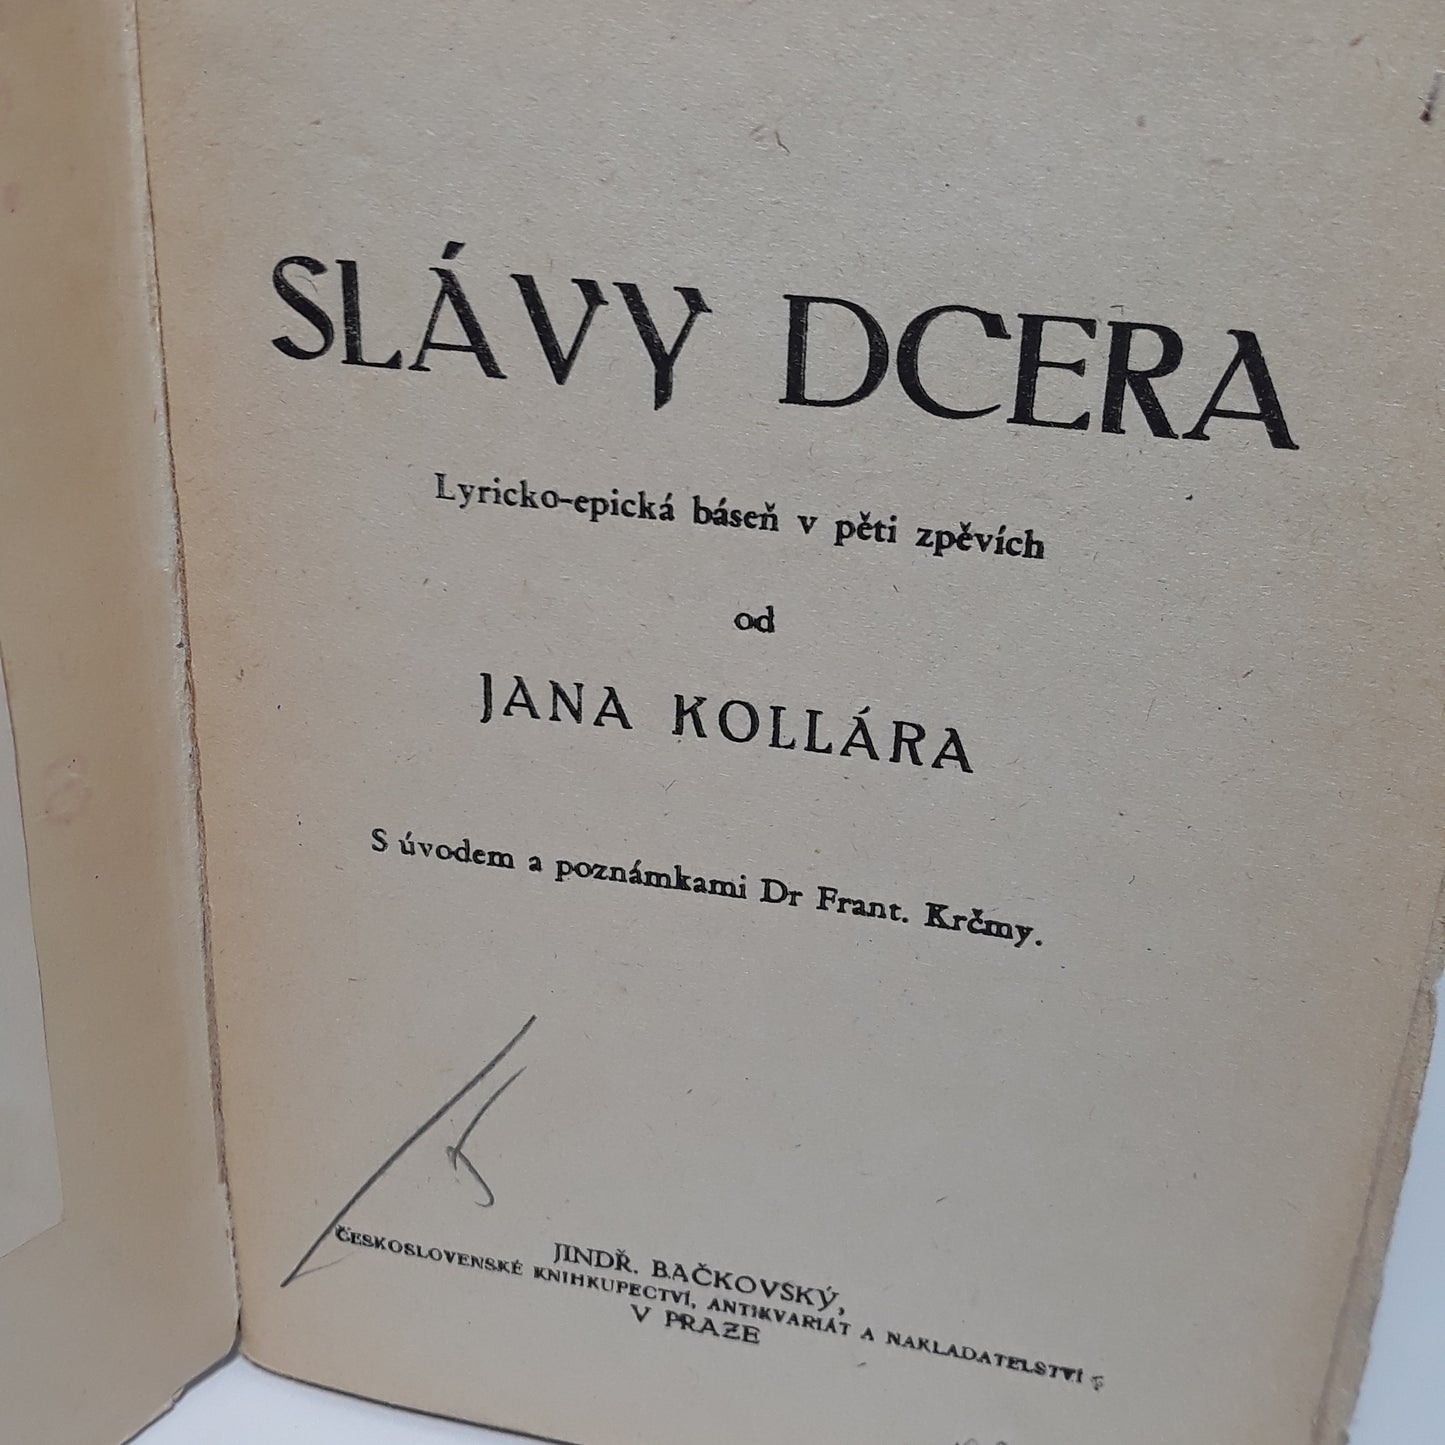 SLÁVY DCERA
Lyricko-epická báseň v pěti zpěvích
od
JANA KOLLÁRA
S úvodem a poznámkami Dr Frant. Krčmy.
JINDŘ. BAČKOVSKÝ,
ČESKOSLOVENSKÉ KNIHKUPECTVÍ, ANTIKVARIÁT A NAKLADATELSTVÍ
V PRAZE